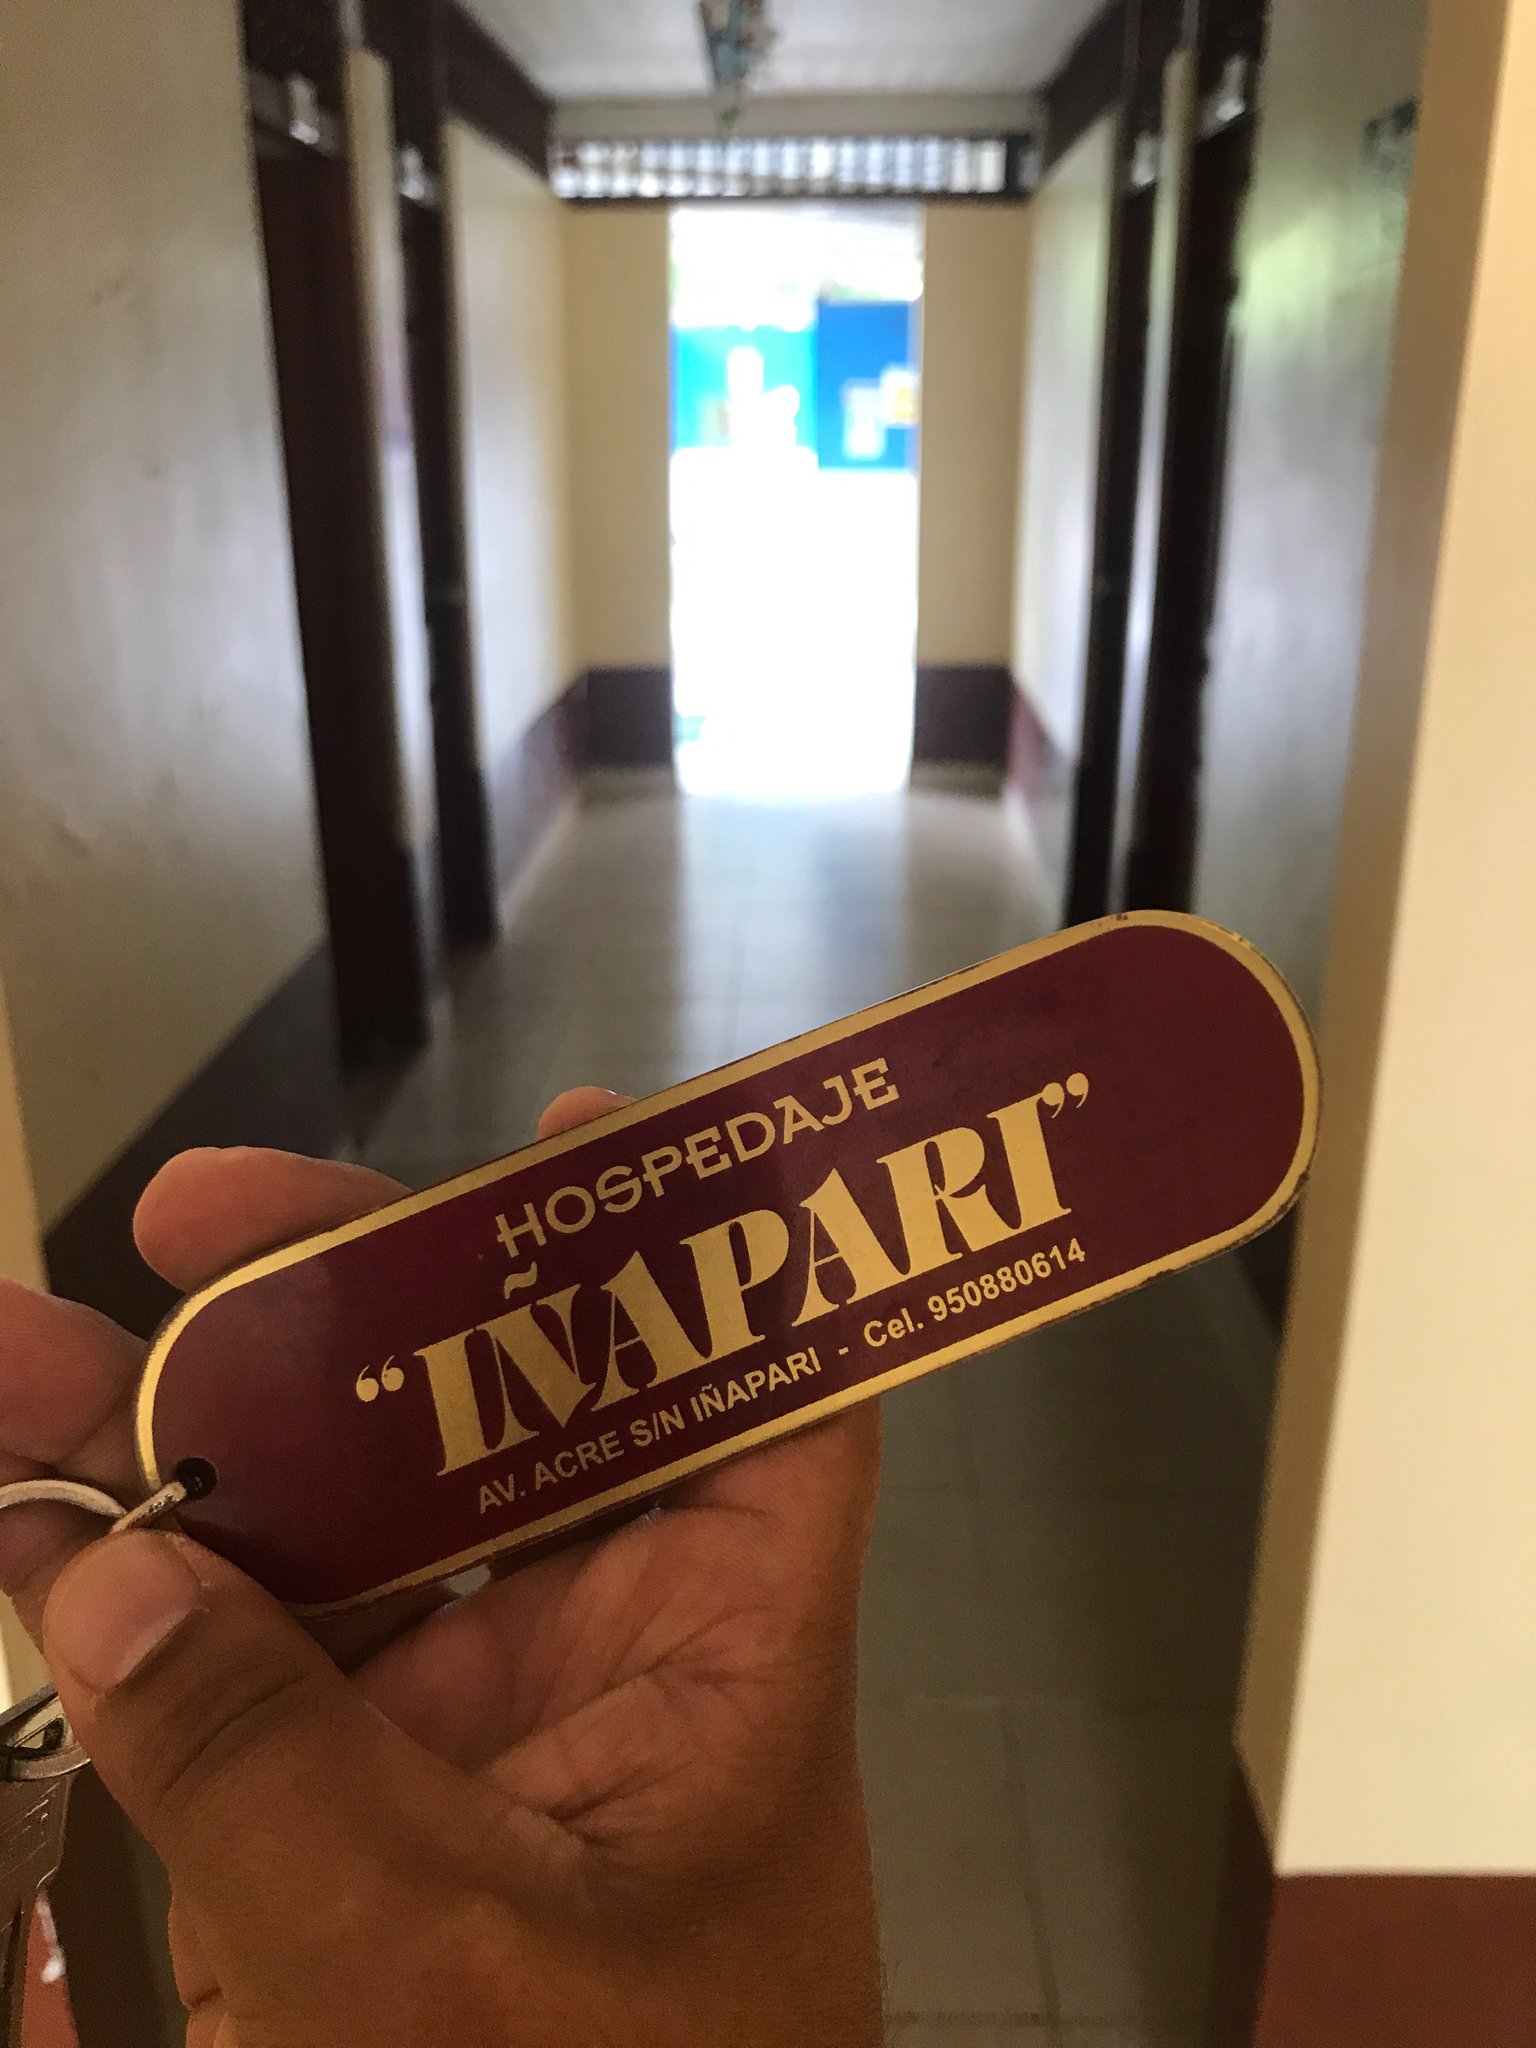 HOSPEDAJE
“IÑAPARI”
AV. ACRE S/N IÑAPARI - Cel. 950880614